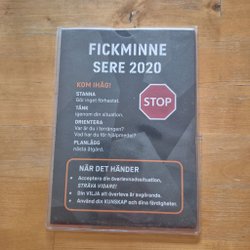 FICKMINNE
SERE 2020
KOM IHÅG!
STANNA
Gör inget förhastat.
TÄNK
igenom din situation.
ORIENTERA
Var är du i terrängen?
Vad har du för hjälpmedel?
PLANLÄGG
nästa åtgärd.
STOP
NÄR DET HÄNDER
• Acceptera din överlevnadssituation,
STRÄVA VIDARE!
• Din VILJA att överleva är avgörande.
• Använd din KUNSKAP och dina färdigheter.